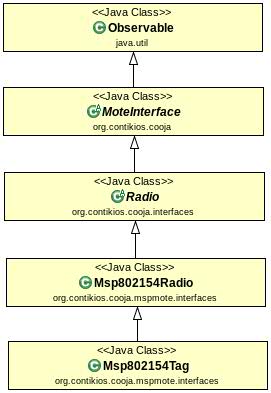 <<Java Class>>
Observable
java.util
<<Java Class>>
MoteInterface
org.contikios.cooja
<<Java Class>>
Radio
org.contikios.cooja.interfaces
<<Java Class>>
Msp802154Radio
org.contikios.cooja.mspmote.interfaces
<<Java Class>>
Msp802154Tag
org.contikios.cooja.mspmote.interfaces